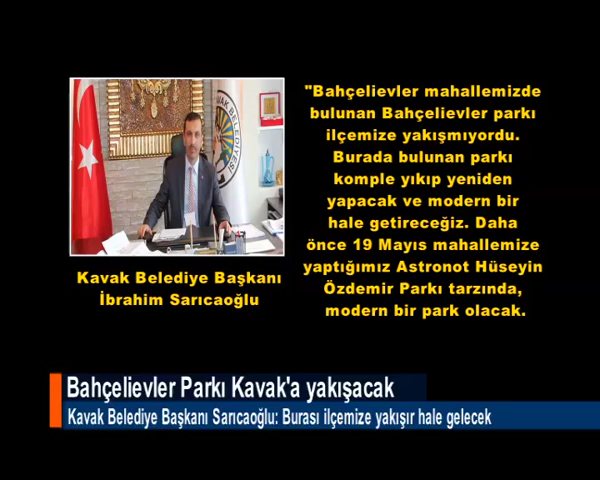 "Bahçelievler mahallemizde
bulunan Bahçelievler parkı
ilçemize yakışmıyordu.
Burada bulunan parkı
komple yıkıp yeniden
yapacak ve modern bir
hale getireceğiz. Daha
önce 19 Mayıs mahallemize
yaptığımız Astronot Hüseyin
Özdemir Parkı tarzında,
modern bir park olacak.
Kavak Belediye Başkanı
İbrahim Sarıcaoğlu
Bahçelievler Parkı Kavak'a yakışacak
Kavak Belediye Başkanı Sarıcaoğlu: Burası ilçemize yakışır hale gelecek